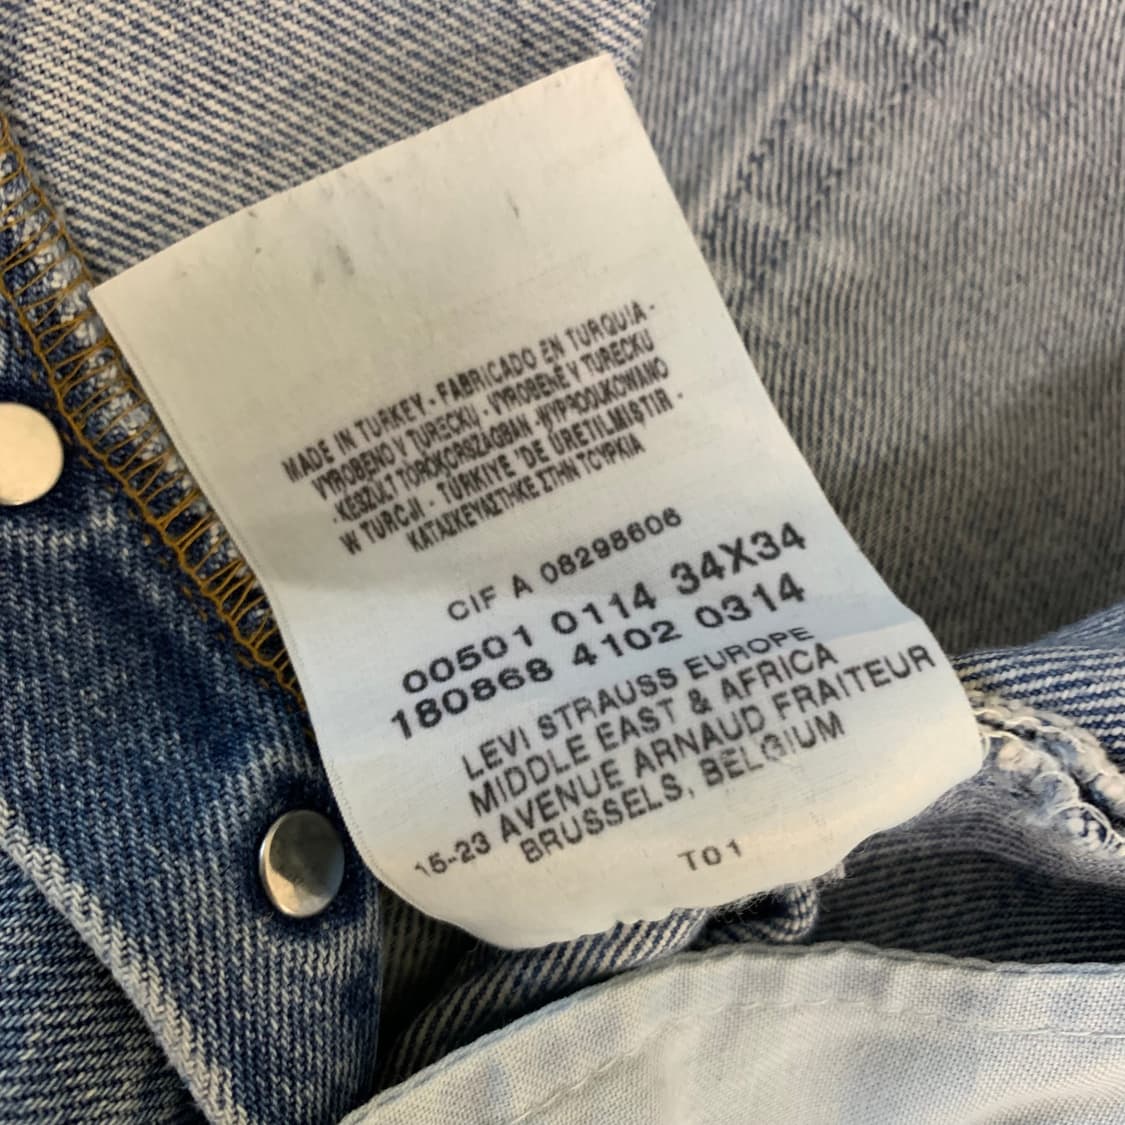 MADE IN TURKEY - FABRICADO EN TURQUIA -
VYROBENO V TURECKU - VYROBENÉ V TURECKU
- KÉSZÜLT TÖRÖKORSZÁGBAN - WYPRODUKOWANO
W TURCJI - TÜRKIYE 'DE ÜRETILMISTIR -
ΚΑΤΑΣΚΕΥΑΣΤΗΚΕ ΣΤΗΝ ΤΟΥΡΚΙΑ
CIF A 08298606
00501 0114 34X34
180868 4102 0314
LEVI STRAUSS EUROPE
MIDDLE EAST & AFRICA
15-23 AVENUE ARNAUD FRAITEUR
BRUSSELS, BELGIUM
T01